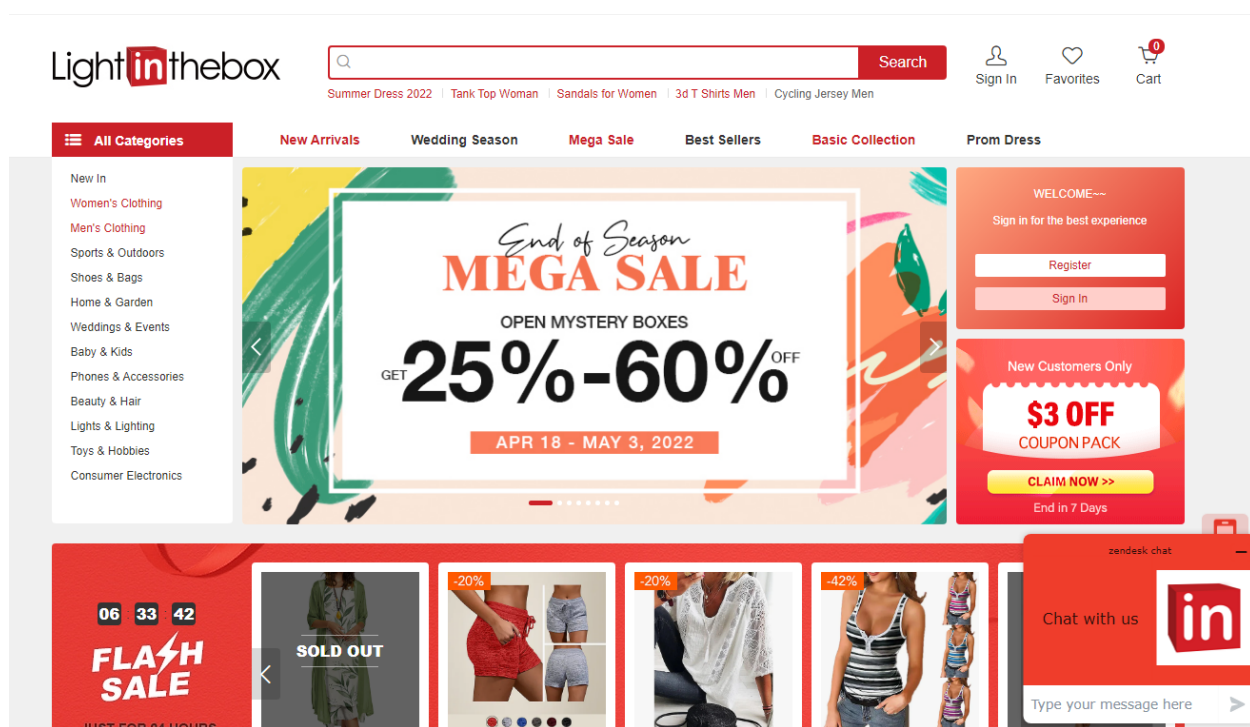 Lightinthebox
Search
Sign In
Favorites
0
Cart
Summer Dress 2022
Tank Top Woman
Sandals for Women
3d T Shirts Men
Cycling Jersey Men
All Categories
New Arrivals
Wedding Season
Mega Sale
Best Sellers
Basic Collection
Prom Dress
New In
Women's Clothing
Men's Clothing
Sports & Outdoors
Shoes & Bags
Home & Garden
Weddings & Events
Baby & Kids
Phones & Accessories
Beauty & Hair
Lights & Lighting
Toys & Hobbies
Consumer Electronics
End of Season
MEGA SALE
OPEN MYSTERY BOXES
GET 25%-60% OFF
APR 18 - MAY 3, 2022
WELCOME~~
Sign in for the best experience
Register
Sign In
New Customers Only
$3 OFF
COUPON PACK
CLAIM NOW >>
End in 7 Days
06 33 42
FLASH
SALE
JUST FOR 24 HOURS
SOLD OUT
-20%
-20%
-42%
zendesk chat
Chat with us
in
Type your message here